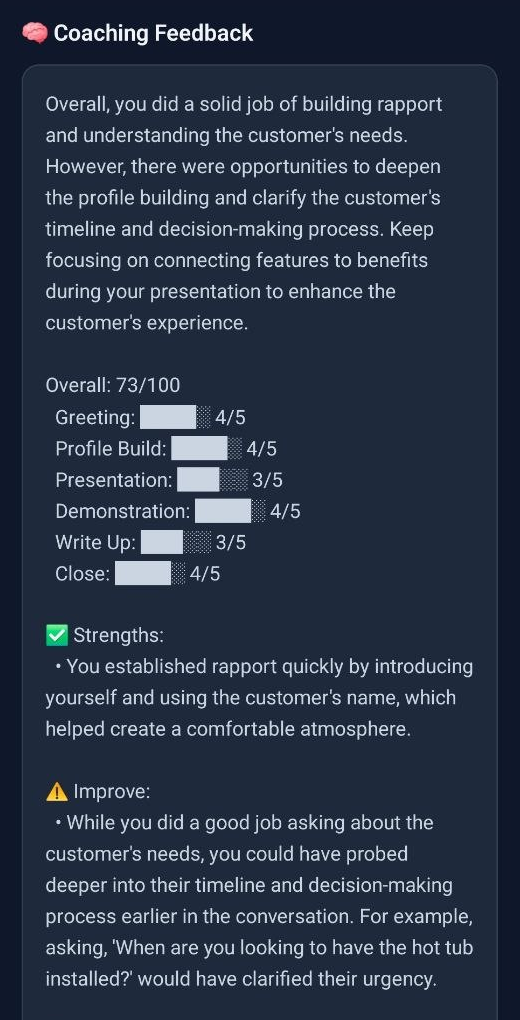 🧠 Coaching Feedback
Overall, you did a solid job of building rapport
and understanding the customer's needs.
However, there were opportunities to deepen
the profile building and clarify the customer's
timeline and decision-making process. Keep
focusing on connecting features to benefits
during your presentation to enhance the
customer's experience.
Overall: 73/100
Greeting: ████░ 4/5
Profile Build: ████░ 4/5
Presentation: ███░░ 3/5
Demonstration: ████░ 4/5
Write Up: ███░░ 3/5
Close: ████░ 4/5
✅ Strengths:
• You established rapport quickly by introducing
yourself and using the customer's name, which
helped create a comfortable atmosphere.
⚠️ Improve:
• While you did a good job asking about the
customer's needs, you could have probed
deeper into their timeline and decision-making
process earlier in the conversation. For example,
asking, 'When are you looking to have the hot tub
installed?' would have clarified their urgency.